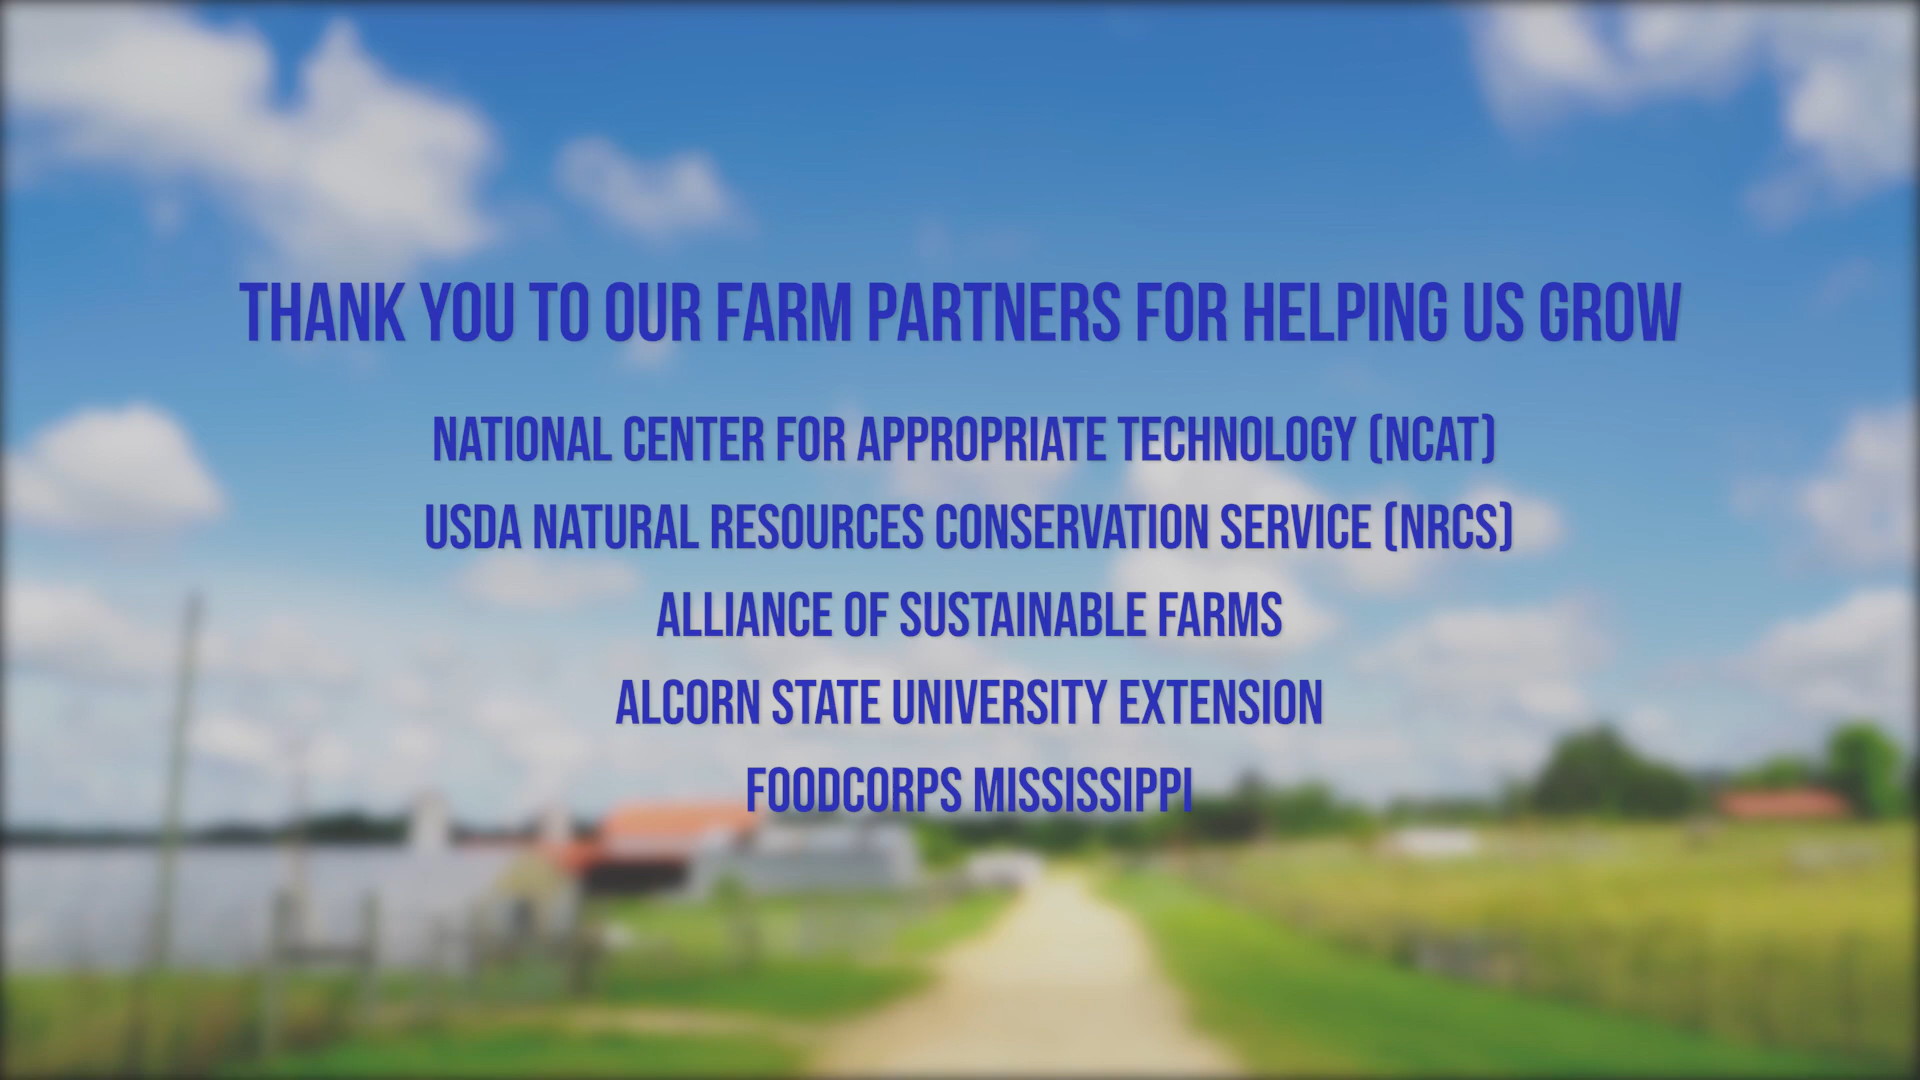 THANK YOU TO OUR FARM PARTNERS FOR HELPING US GROW
NATIONAL CENTER FOR APPROPRIATE TECHNOLOGY (NCAT)
USDA NATURAL RESOURCES CONSERVATION SERVICE (NRCS)
ALLIANCE OF SUSTAINABLE FARMS
ALCORN STATE UNIVERSITY EXTENSION
FOODCORPS MISSISSIPPI